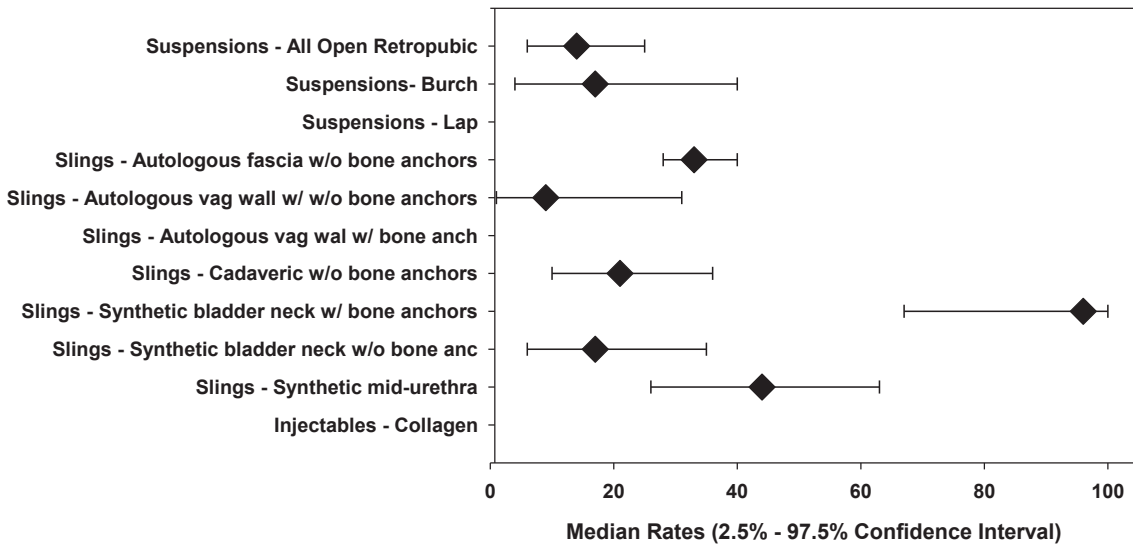 Suspensions - All Open Retropubic
Suspensions- Burch
Suspensions - Lap
Slings - Autologous fascia w/o bone anchors
Slings - Autologous vag wall w/ w/o bone anchors
Slings - Autologous vag wal w/ bone anch
Slings - Cadaveric w/o bone anchors
Slings - Synthetic bladder neck w/ bone anchors
Slings - Synthetic bladder neck w/o bone anc
Slings - Synthetic mid-urethra
Injectables - Collagen
0 20 40 60 80 100
Median Rates (2.5% - 97.5% Confidence Interval)